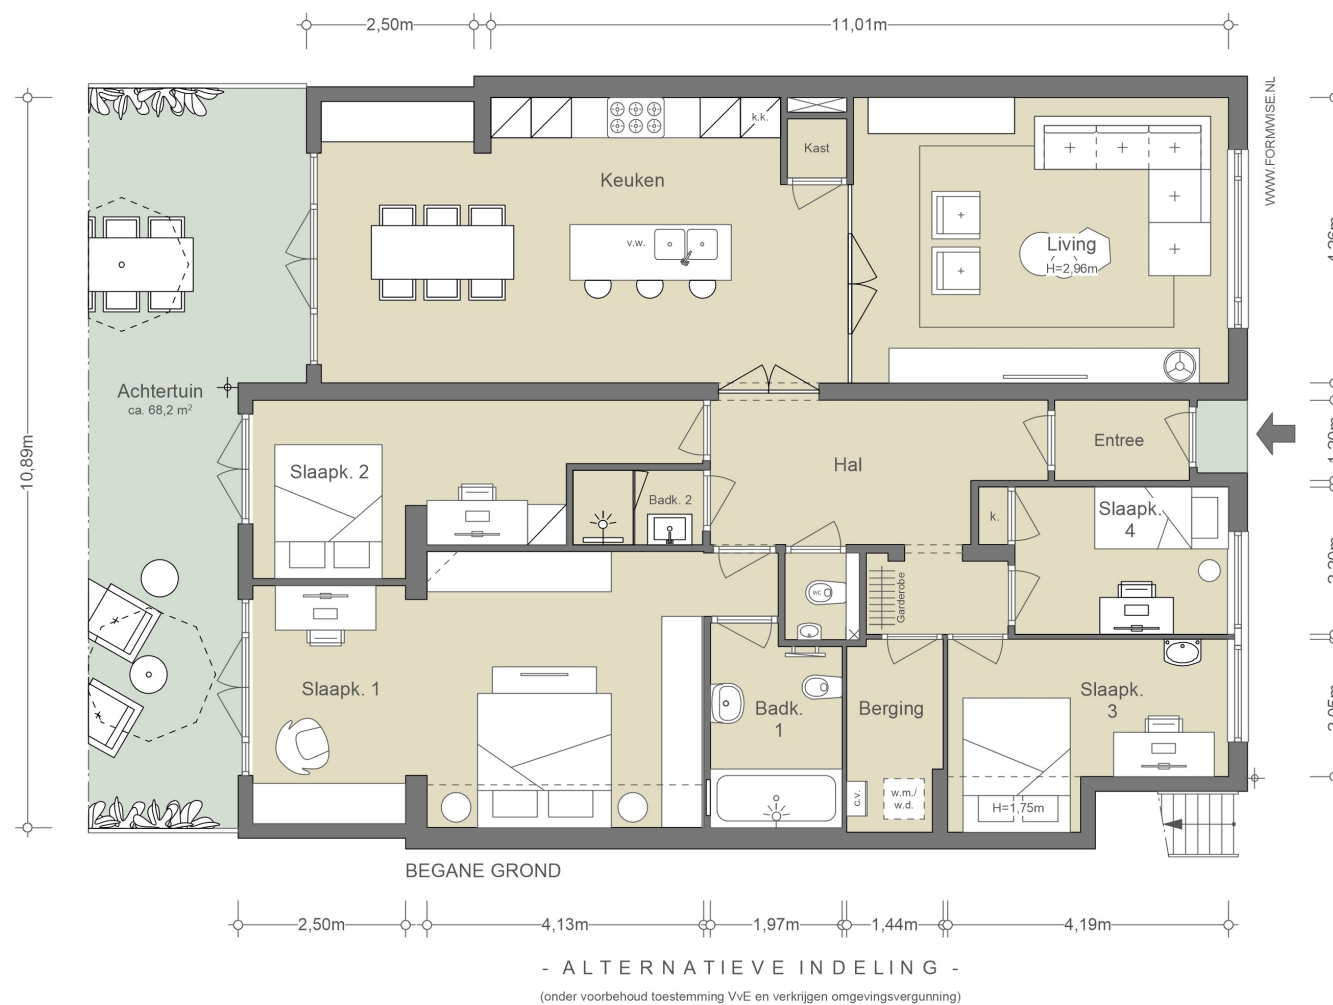 2,50m
11,01m
WWW.FORMWISE.NL
k.k.
Kast
Keuken
v.w.
Living
H=2,96m
Achtertuin
ca. 68,2 m²
10,89m
Entree
Hal
Slaapk. 2
Badk. 2
k.
Slaapk.
4
WC
Garderobe
Slaapk. 1
Badk.
1
Berging
Slaapk.
3
c.v.
w.m./
w.d.
H=1,75m
BEGANE GROND
2,50m
4,13m
1,97m
1,44m
4,19m
- ALTERNATIEVE INDELING -
(onder voorbehoud toestemming VvE en verkrijgen omgevingsvergunning)